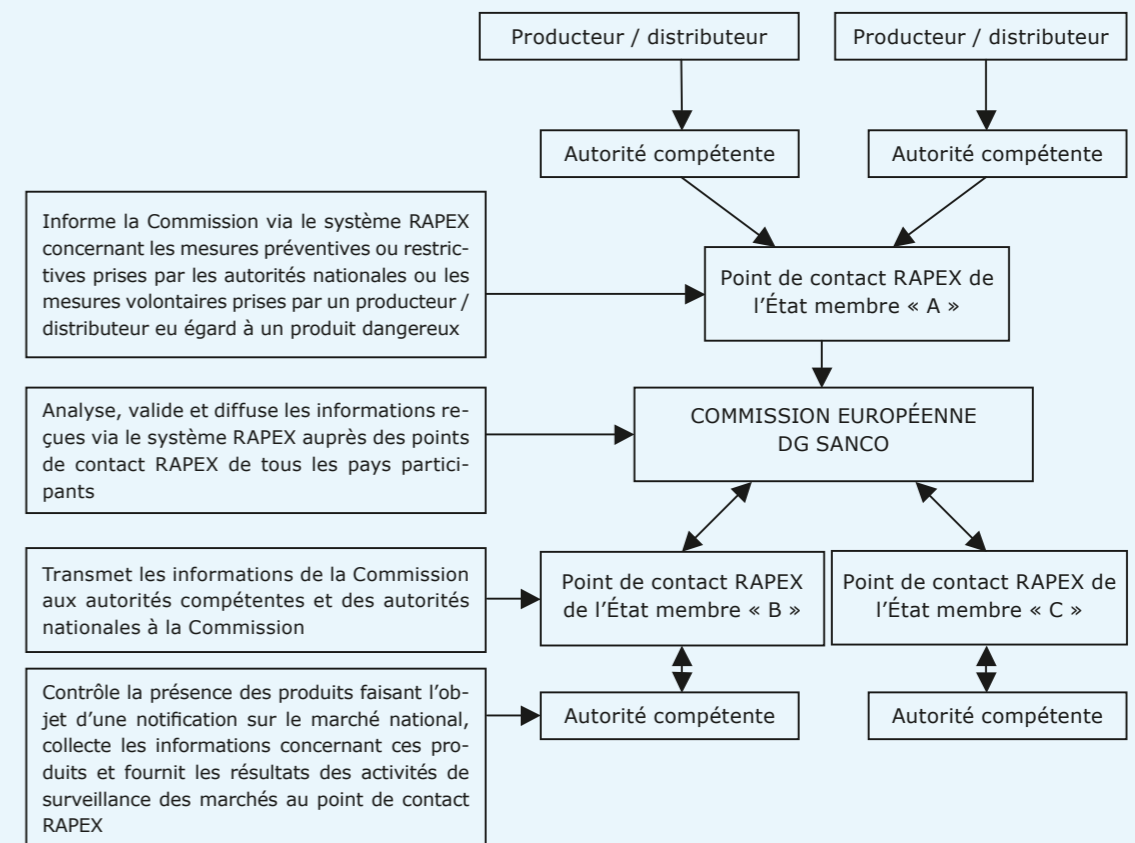 Producteur / distributeur
Producteur / distributeur
Autorité compétente
Autorité compétente
Informe la Commission via le système RAPEX
concernant les mesures préventives ou restric-
tives prises par les autorités nationales ou les
mesures volontaires prises par un producteur /
distributeur eu égard à un produit dangereux
Point de contact RAPEX de
l’État membre « A »
Analyse, valide et diffuse les informations re-
çues via le système RAPEX auprès des points
de contact RAPEX de tous les pays partici-
pants
COMMISSION EUROPÉENNE
DG SANCO
Transmet les informations de la Commission
aux autorités compétentes et des autorités
nationales à la Commission
Point de contact RAPEX
de l’État membre « B »
Point de contact RAPEX de
l’État membre « C »
Contrôle la présence des produits faisant l’ob-
jet d’une notification sur le marché national,
collecte les informations concernant ces pro-
duits et fournit les résultats des activités de
surveillance des marchés au point de contact
RAPEX
Autorité compétente
Autorité compétente